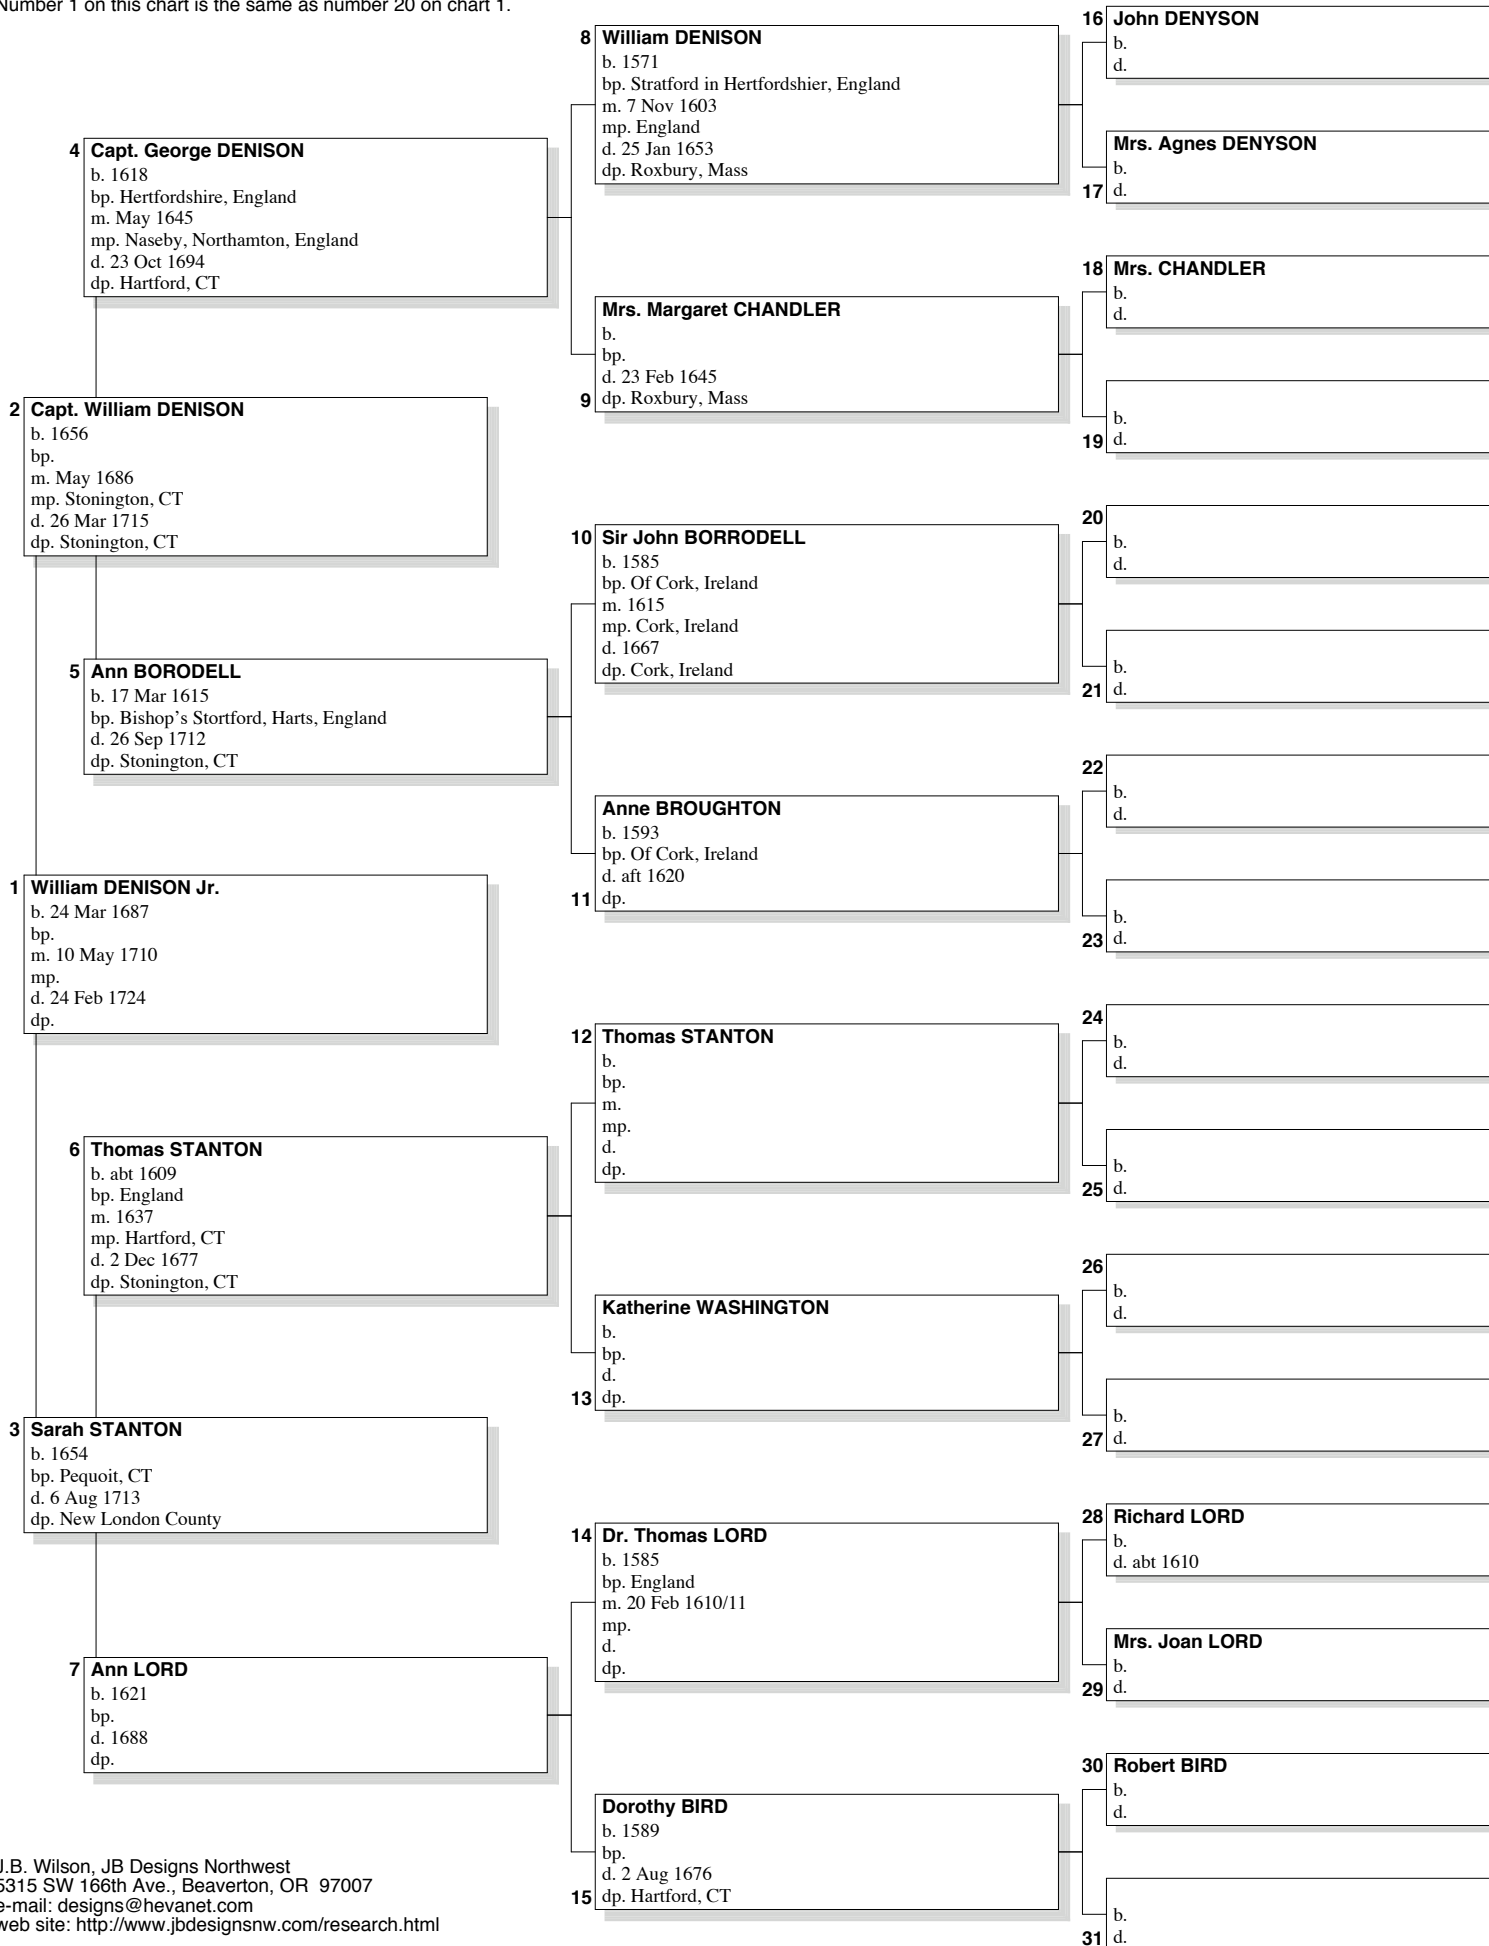 Number 1 on this chart is the same as number 20 on chart 1.
1 William DENISON Jr.
b. 24 Mar 1687
bp.
m. 10 May 1710
mp.
d. 24 Feb 1724
dp.
2 Capt. William DENISON
b. 1656
bp.
m. May 1686
mp. Stonington, CT
d. 26 Mar 1715
dp. Stonington, CT
3 Sarah STANTON
b. 1654
bp. Pequoit, CT
d. 6 Aug 1713
dp. New London County
4 Capt. George DENISON
b. 1618
bp. Hertfordshire, England
m. May 1645
mp. Naseby, Northamton, England
d. 23 Oct 1694
dp. Hartford, CT
5 Ann BORODELL
b. 17 Mar 1615
bp. Bishop's Stortford, Harts, England
d. 26 Sep 1712
dp. Stonington, CT
6 Thomas STANTON
b. abt 1609
bp. England
m. 1637
mp. Hartford, CT
d. 2 Dec 1677
dp. Stonington, CT
7 Ann LORD
b. 1621
bp.
d. 1688
dp.
8 William DENISON
b. 1571
bp. Stratford in Hertfordshier, England
m. 7 Nov 1603
mp. England
d. 25 Jan 1653
dp. Roxbury, Mass
Mrs. Margaret CHANDLER
b.
bp.
d. 23 Feb 1645
9 dp. Roxbury, Mass
10 Sir John BORRODELL
b. 1585
bp. Of Cork, Ireland
m. 1615
mp. Cork, Ireland
d. 1667
dp. Cork, Ireland
Anne BROUGHTON
b. 1593
bp. Of Cork, Ireland
d. aft 1620
11 dp.
12 Thomas STANTON
b.
bp.
m.
mp.
d.
dp.
Katherine WASHINGTON
b.
bp.
d.
13 dp.
14 Dr. Thomas LORD
b. 1585
bp. England
m. 20 Feb 1610/11
mp.
d.
dp.
Dorothy BIRD
b. 1589
bp.
d. 2 Aug 1676
15 dp. Hartford, CT
16 John DENYSON
b.
d.
Mrs. Agnes DENYSON
b.
17 d.
18 Mrs. CHANDLER
b.
d.
b.
19 d.
20
b.
d.
b.
21 d.
22
b.
d.
b.
23 d.
24
b.
d.
b.
25 d.
26
b.
d.
b.
27 d.
28 Richard LORD
b.
d. abt 1610
Mrs. Joan LORD
b.
29 d.
30 Robert BIRD
b.
d.
b.
31 d.
J.B. Wilson, JB Designs Northwest
5315 SW 166th Ave., Beaverton, OR 97007
e-mail: designs@hevanet.com
web site: http://www.jbdesignsnw.com/research.html